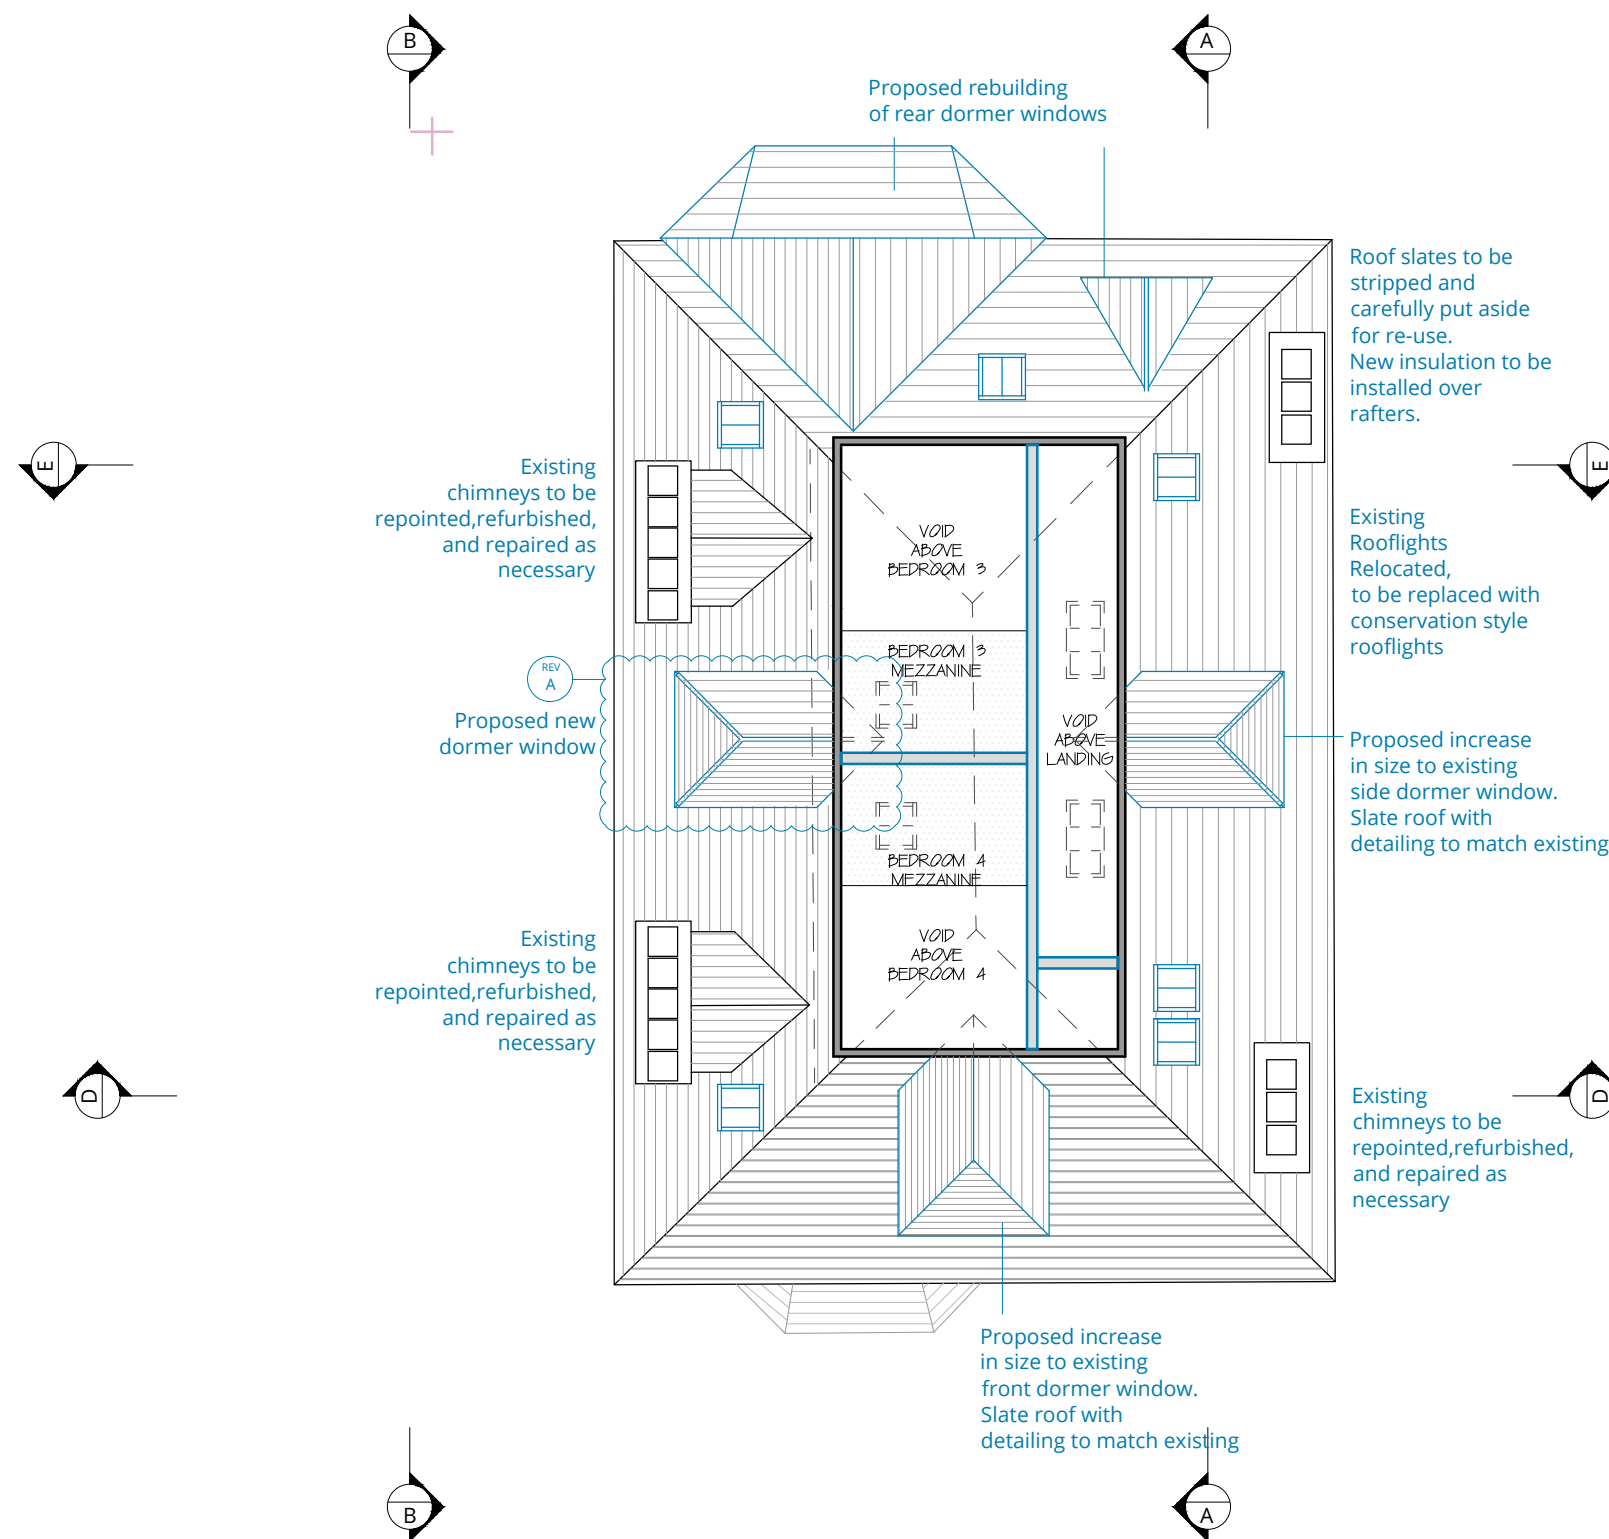 B
A
Proposed rebuilding
of rear dormer windows
Roof slates to be
stripped and
carefully put aside
for re-use.
New insulation to be
installed over
rafters.
E
E
Existing
chimneys to be
repointed,refurbished,
and repaired as
necessary
Existing
Rooflights
Relocated,
to be replaced with
conservation style
rooflights
VOID
ABOVE
BEDROOM 3
BEDROOM 3
MEZZANINE
REV
A
Proposed new
dormer window
VOID
ABOVE
LANDING
Proposed increase
in size to existing
side dormer window.
Slate roof with
detailing to match existing
BEDROOM 4
MEZZANINE
VOID
ABOVE
BEDROOM 4
Existing
chimneys to be
repointed,refurbished,
and repaired as
necessary
D
D
Existing
chimneys to be
repointed,refurbished,
and repaired as
necessary
Proposed increase
in size to existing
front dormer window.
Slate roof with
detailing to match existing
B
A